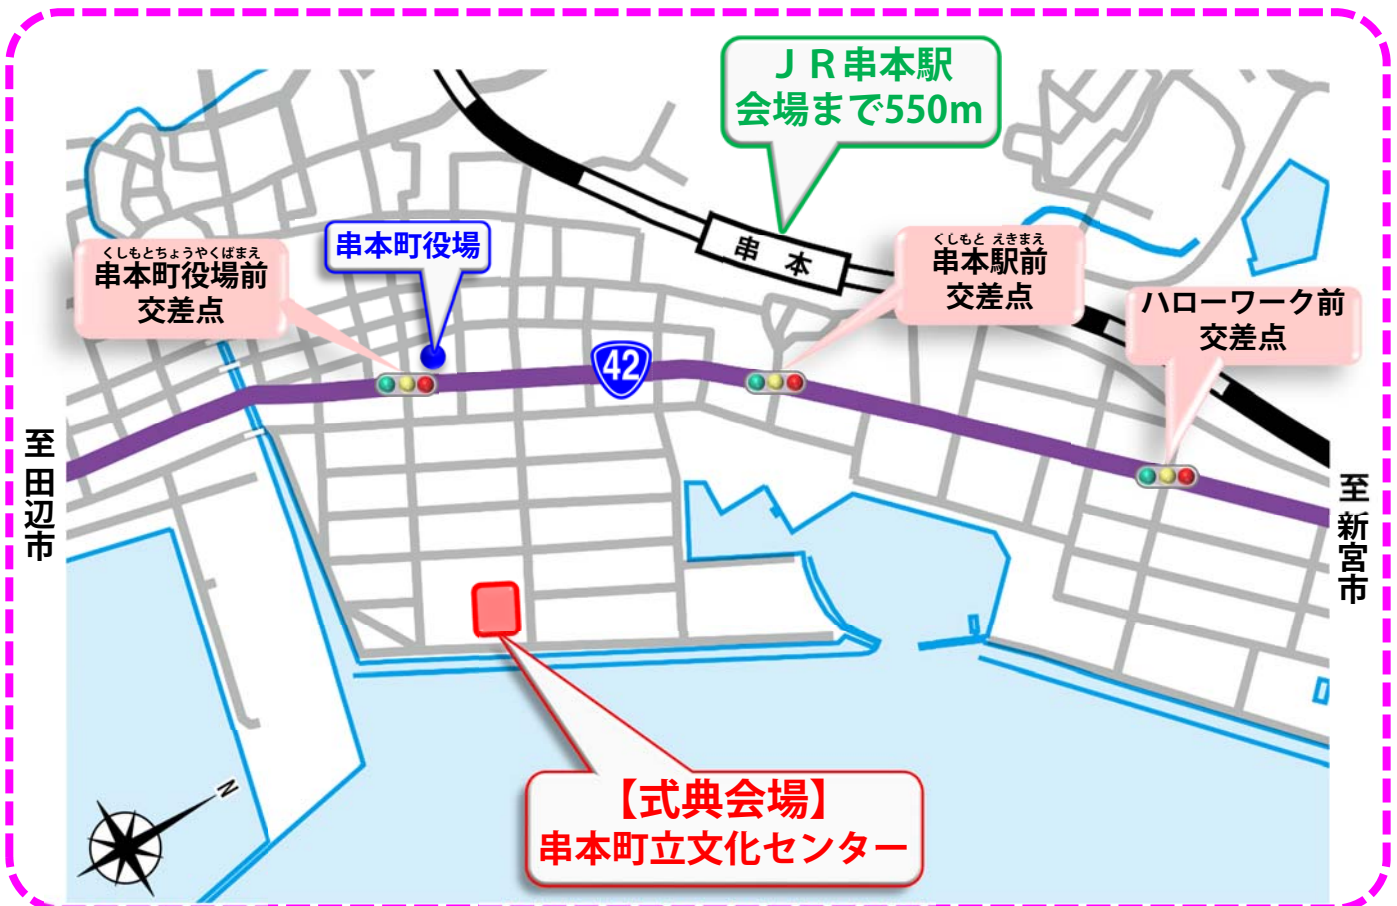 ＪＲ串本駅
会場まで550m
くしもとちょうやくばまえ
串本町役場前
交差点
串本町役場
串本
くしもと えきまえ
串本駅前
交差点
ハローワーク前
交差点
42
至田辺市
至新宮市
N
【式典会場】
串本町立文化センター